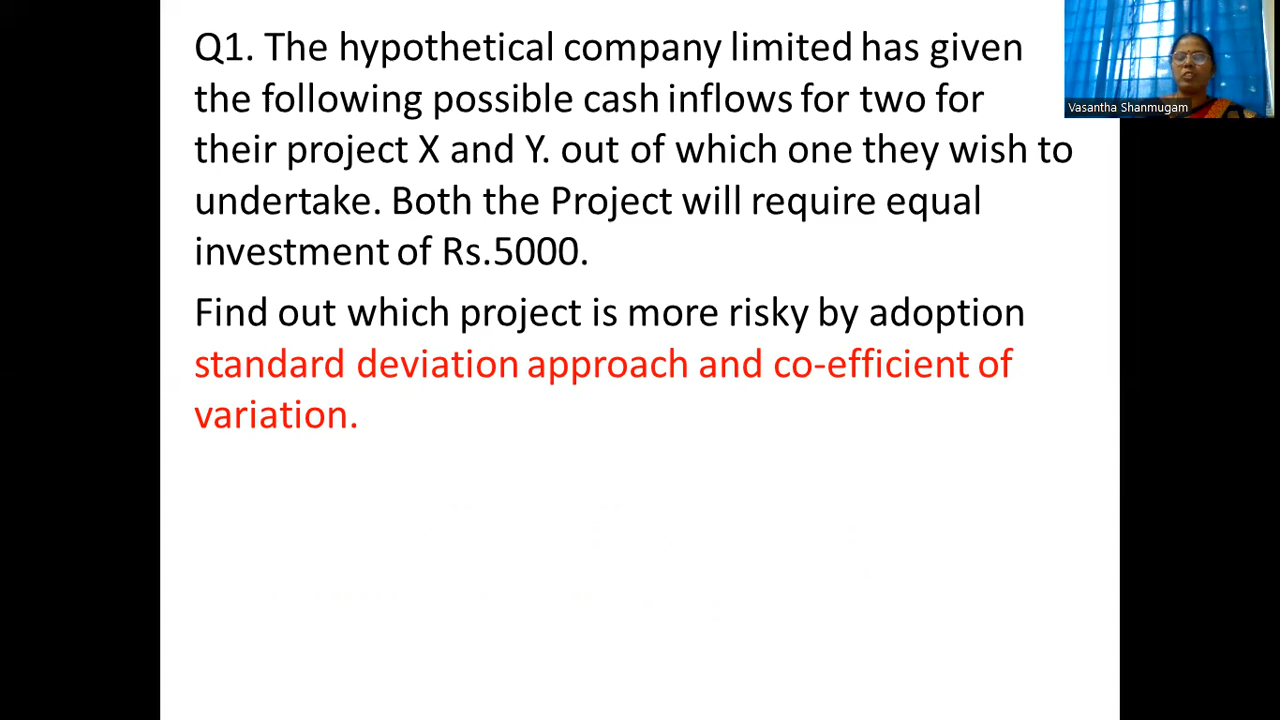 Q1. The hypothetical company limited has given
the following possible cash inflows for two for
their project X and Y. out of which one they wish to
undertake. Both the Project will require equal
investment of Rs.5000.
Find out which project is more risky by adoption
standard deviation approach and co-efficient of
variation.
Vasantha Shanmugam